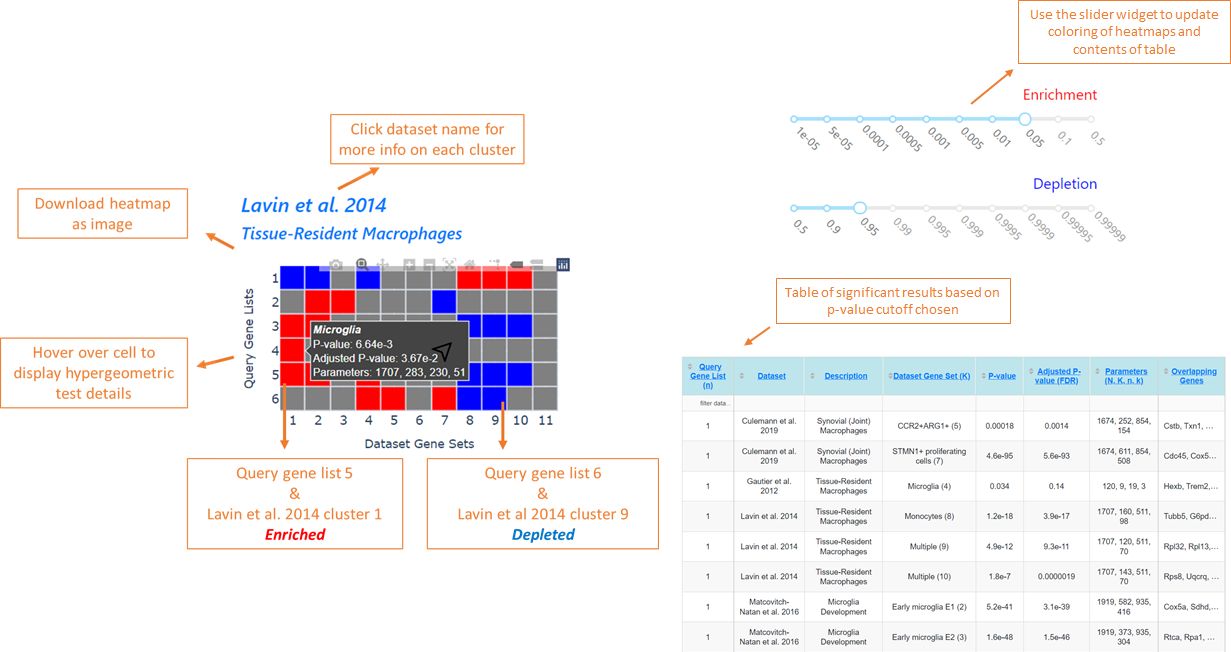 Use the slider widget to update
coloring of heatmaps and
contents of table
Enrichment
1e-05 5e-05 0.0001 0.0005 0.001 0.005 0.01 0.05 0.1 0.5
Depletion
0.5 0.9 0.95 0.99 0.995 0.999 0.9995 0.9999 0.99995 0.99999
Click dataset name for
more info on each cluster
Download heatmap
as image
Lavin et al. 2014
Tissue-Resident Macrophages
Query Gene Lists
1
2
3
4
5
6
Microglia
P-value: 6.64e-3
Adjusted P-value: 3.67e-2
Parameters: 1707, 283, 230, 51
1 2 3 4 5 6 7 8 9 10 11
Dataset Gene Sets
Hover over cell to
display hypergeometric
test details
Query gene list 5
&
Lavin et al. 2014 cluster 1
Enriched
Query gene list 6
&
Lavin et al 2014 cluster 9
Depleted
Table of significant results based on
p-value cutoff chosen
Query Gene List (n) Dataset Description Dataset Gene Set (K) P-value Adjusted P-value (FDR) Parameters (N, K, n, k) Overlapping Genes
filter data...
1 Culemann et al. 2019 Synovial (Joint) Macrophages CCR2+ARG1+ (5) 0.00018 0.0014 1674, 252, 854, 154 Cstb, Txn1, ...
1 Culemann et al. 2019 Synovial (Joint) Macrophages STMN1+ proliferating cells (7) 4.6e-95 5.6e-93 1674, 611, 854, 508 Cdc45, Cox5...
1 Gautier et al. 2012 Tissue-Resident Macrophages Microglia (4) 0.034 0.14 120, 9, 19, 3 Hexb, Trem2,...
1 Lavin et al. 2014 Tissue-Resident Macrophages Monocytes (8) 1.2e-18 3.9e-17 1707, 160, 511, 98 Tubb5, G6pd...
1 Lavin et al. 2014 Tissue-Resident Macrophages Multiple (9) 4.9e-12 9.3e-11 1707, 120, 511, 70 Rpl32, Rpl13,...
1 Lavin et al. 2014 Tissue-Resident Macrophages Multiple (10) 1.8e-7 0.0000019 1707, 143, 511, 70 Rps8, Uqcrq, ...
1 Matcovitch-Natan et al. 2016 Microglia Development Early microglia E1 (2) 5.2e-41 3.1e-39 1919, 582, 935, 416 Cox5a, Sdhd,...
1 Matcovitch-Natan et al. 2016 Microglia Development Early microglia E2 (3) 1.6e-48 1.5e-46 1919, 373, 935, 304 Rtca, Rpa1, ...